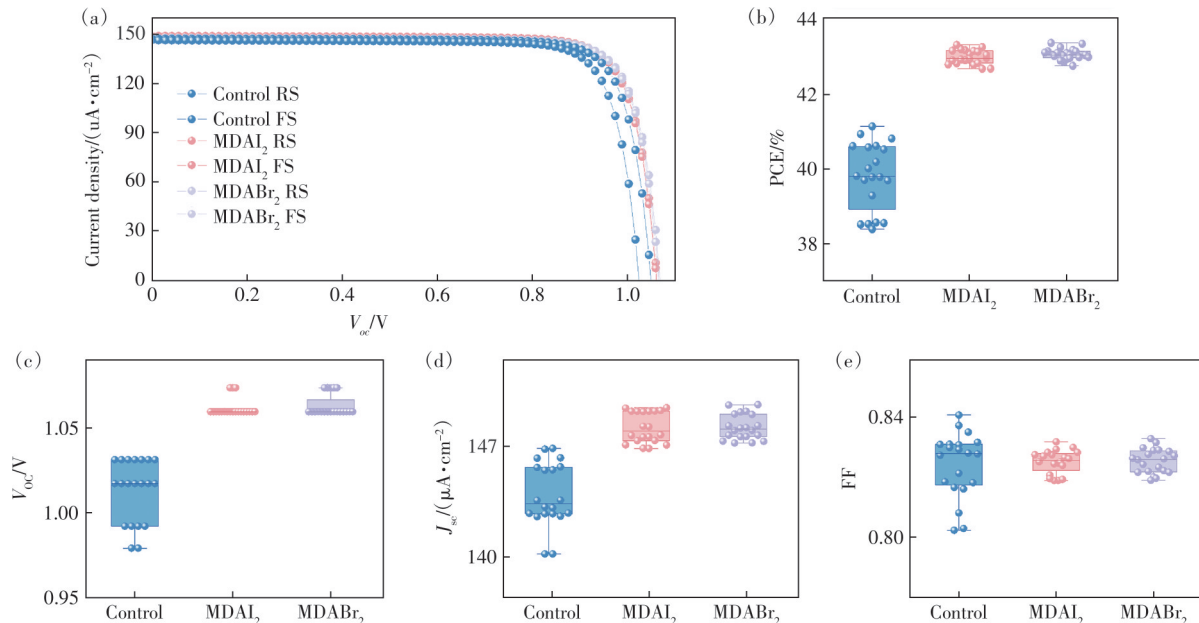 (a)
150
120
90
60
30
0
Current density/(uA·cm⁻²)
Control RS
Control FS
MDAI₂ RS
MDAI₂ FS
MDABr₂ RS
MDABr₂ FS
0 0.2 0.4 0.6 0.8 1.0
V_oc/V
(b)
44
43
42
40
38
PCE/%
Control MDAI₂ MDABr₂
(c)
1.05
1.00
0.95
V_OC/V
Control MDAI₂ MDABr₂
(d)
147
140
J_sc/(μA·cm⁻²)
Control MDAI₂ MDABr₂
(e)
0.84
0.80
FF
Control MDAI₂ MDABr₂